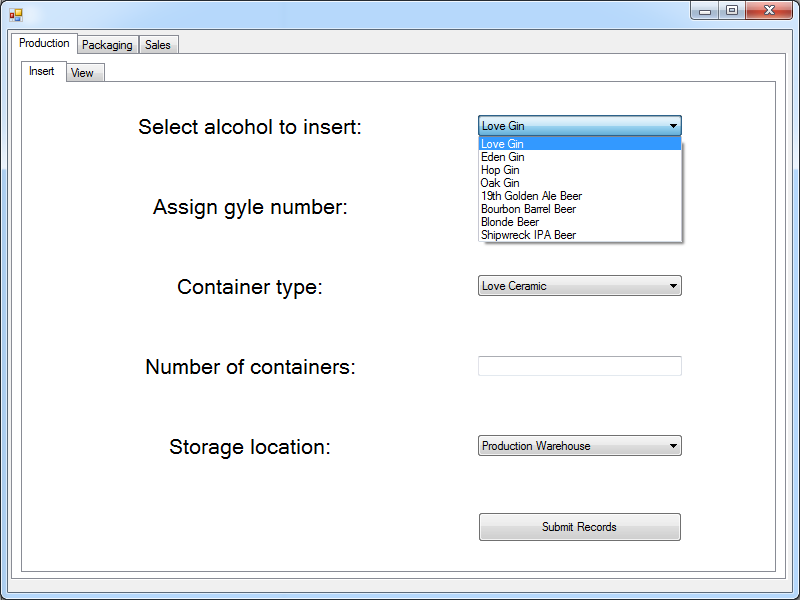 Production Packaging Sales
Insert View
Select alcohol to insert: Love Gin
Love Gin
Eden Gin
Hop Gin
Oak Gin
19th Golden Ale Beer
Assign gyle number: Bourbon Barrel Beer
Blonde Beer
Shipwreck IPA Beer
Container type: Love Ceramic
Number of containers:
Storage location: Production Warehouse
Submit Records